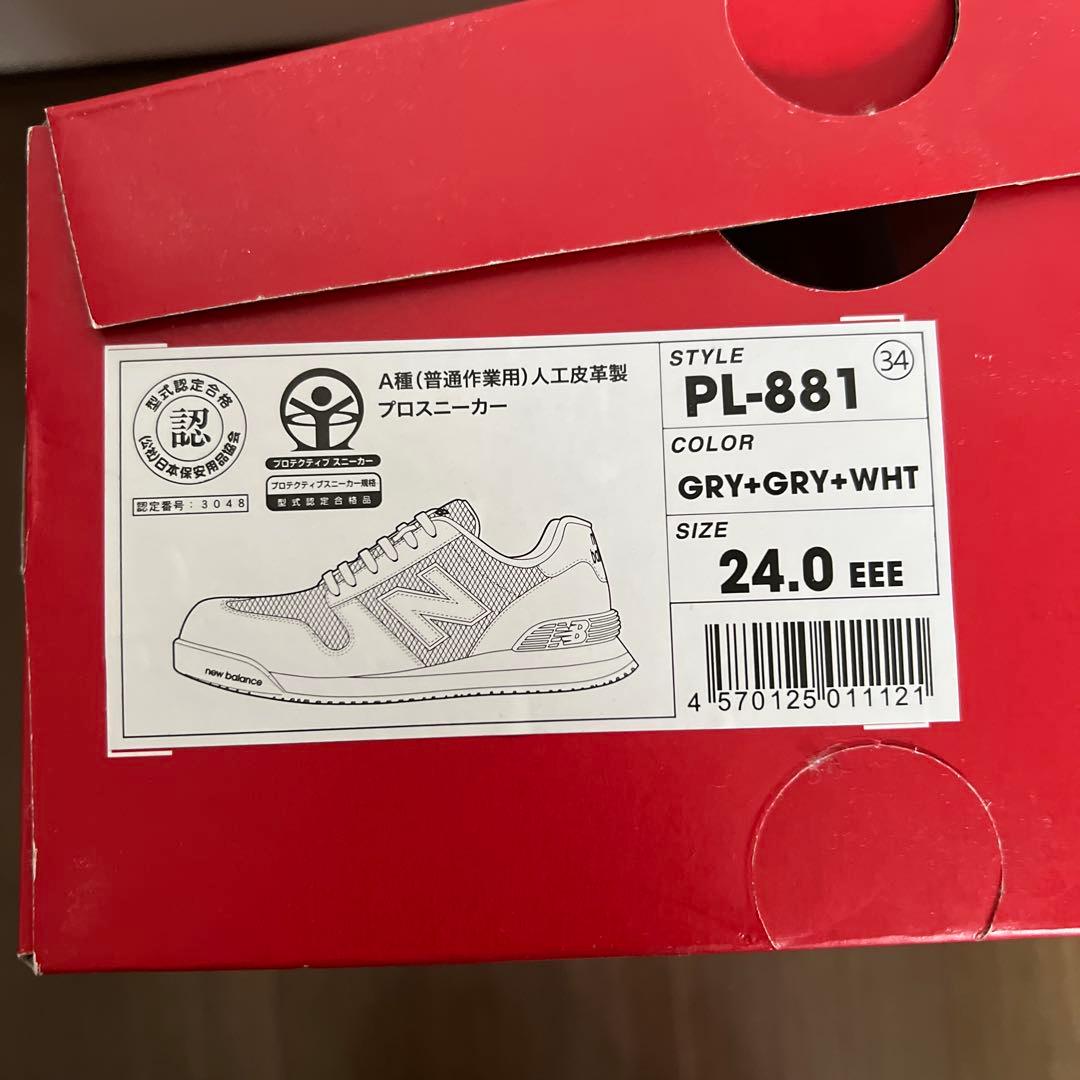 型式認定合格
認
(公社)日本保安用品協会
認定番号:3048
プロテクティブ スニーカー
プロテクティブスニーカー規格
型式認定合格品
A種(普通作業用)人工皮革製
プロスニーカー
new balance
N
NB
STYLE
34
PL-881
COLOR
GRY+GRY+WHT
SIZE
24.0 EEE
4 570125 011121